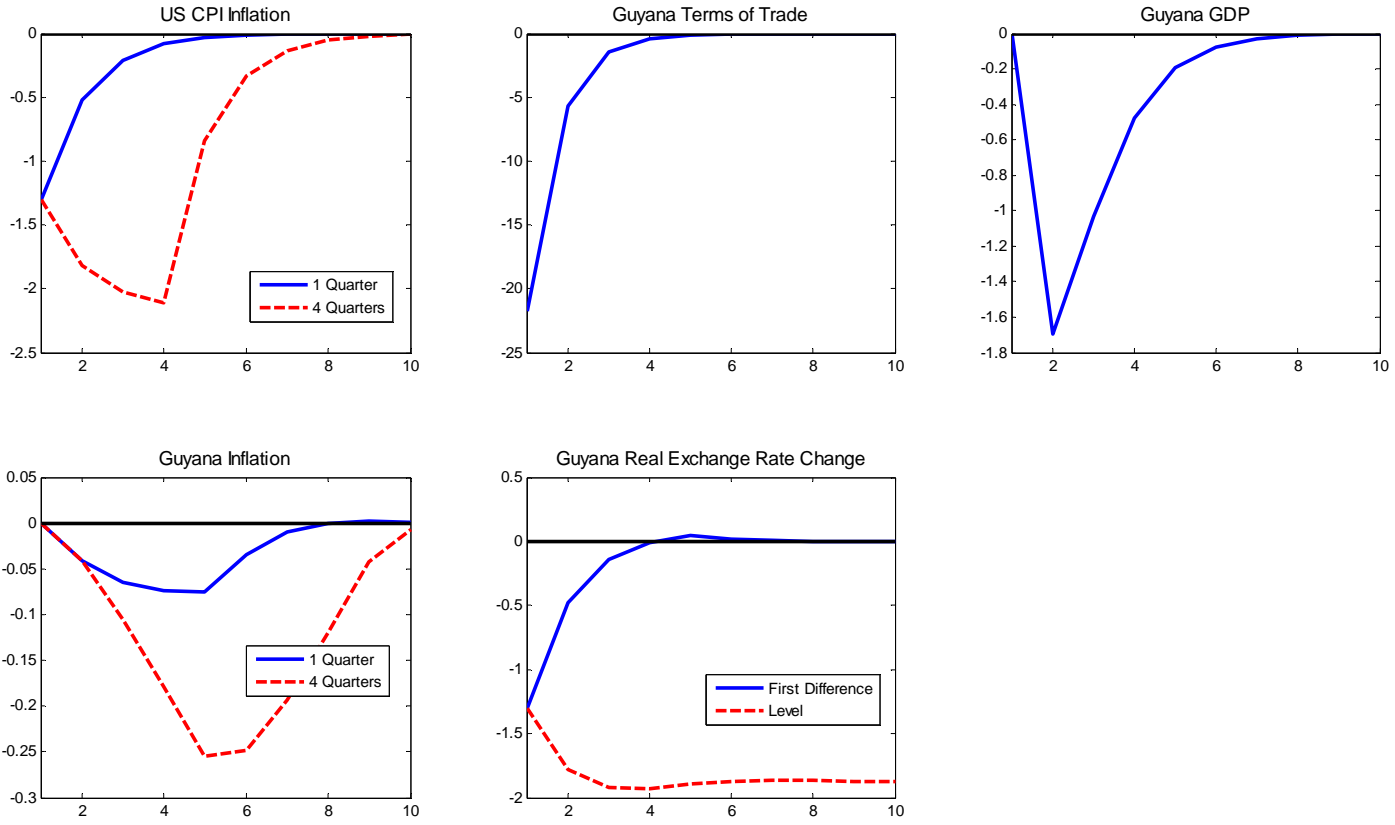 US CPI Inflation
0
-0.5
-1
-1.5
-2
-2.5
2 4 6 8 10
1 Quarter
4 Quarters
Guyana Terms of Trade
0
-5
-10
-15
-20
-25
2 4 6 8 10
Guyana GDP
0
-0.2
-0.4
-0.6
-0.8
-1
-1.2
-1.4
-1.6
-1.8
2 4 6 8 10
Guyana Inflation
0.05
0
-0.05
-0.1
-0.15
-0.2
-0.25
-0.3
2 4 6 8 10
1 Quarter
4 Quarters
Guyana Real Exchange Rate Change
0.5
0
-0.5
-1
-1.5
-2
2 4 6 8 10
First Difference
Level